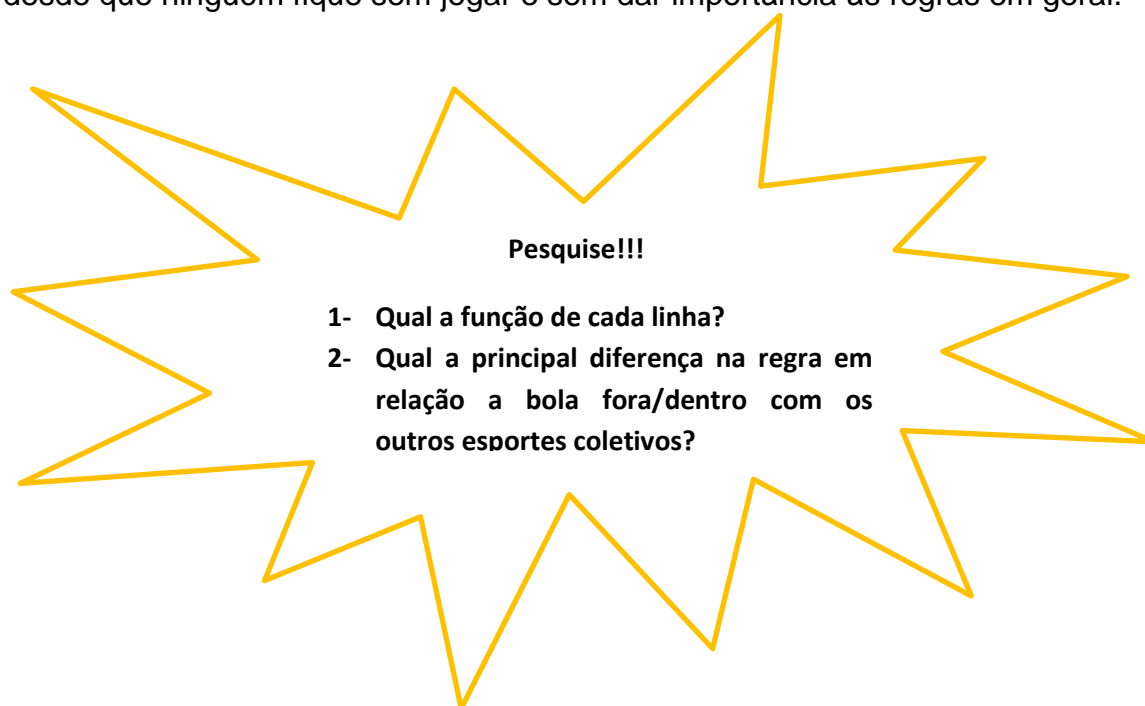 desde que ninguém fique sem jogar e sem dar importância às regras em geral.
Pesquise!!!
1- Qual a função de cada linha?
2- Qual a principal diferença na regra em
relação a bola fora/dentro com os
outros esportes coletivos?